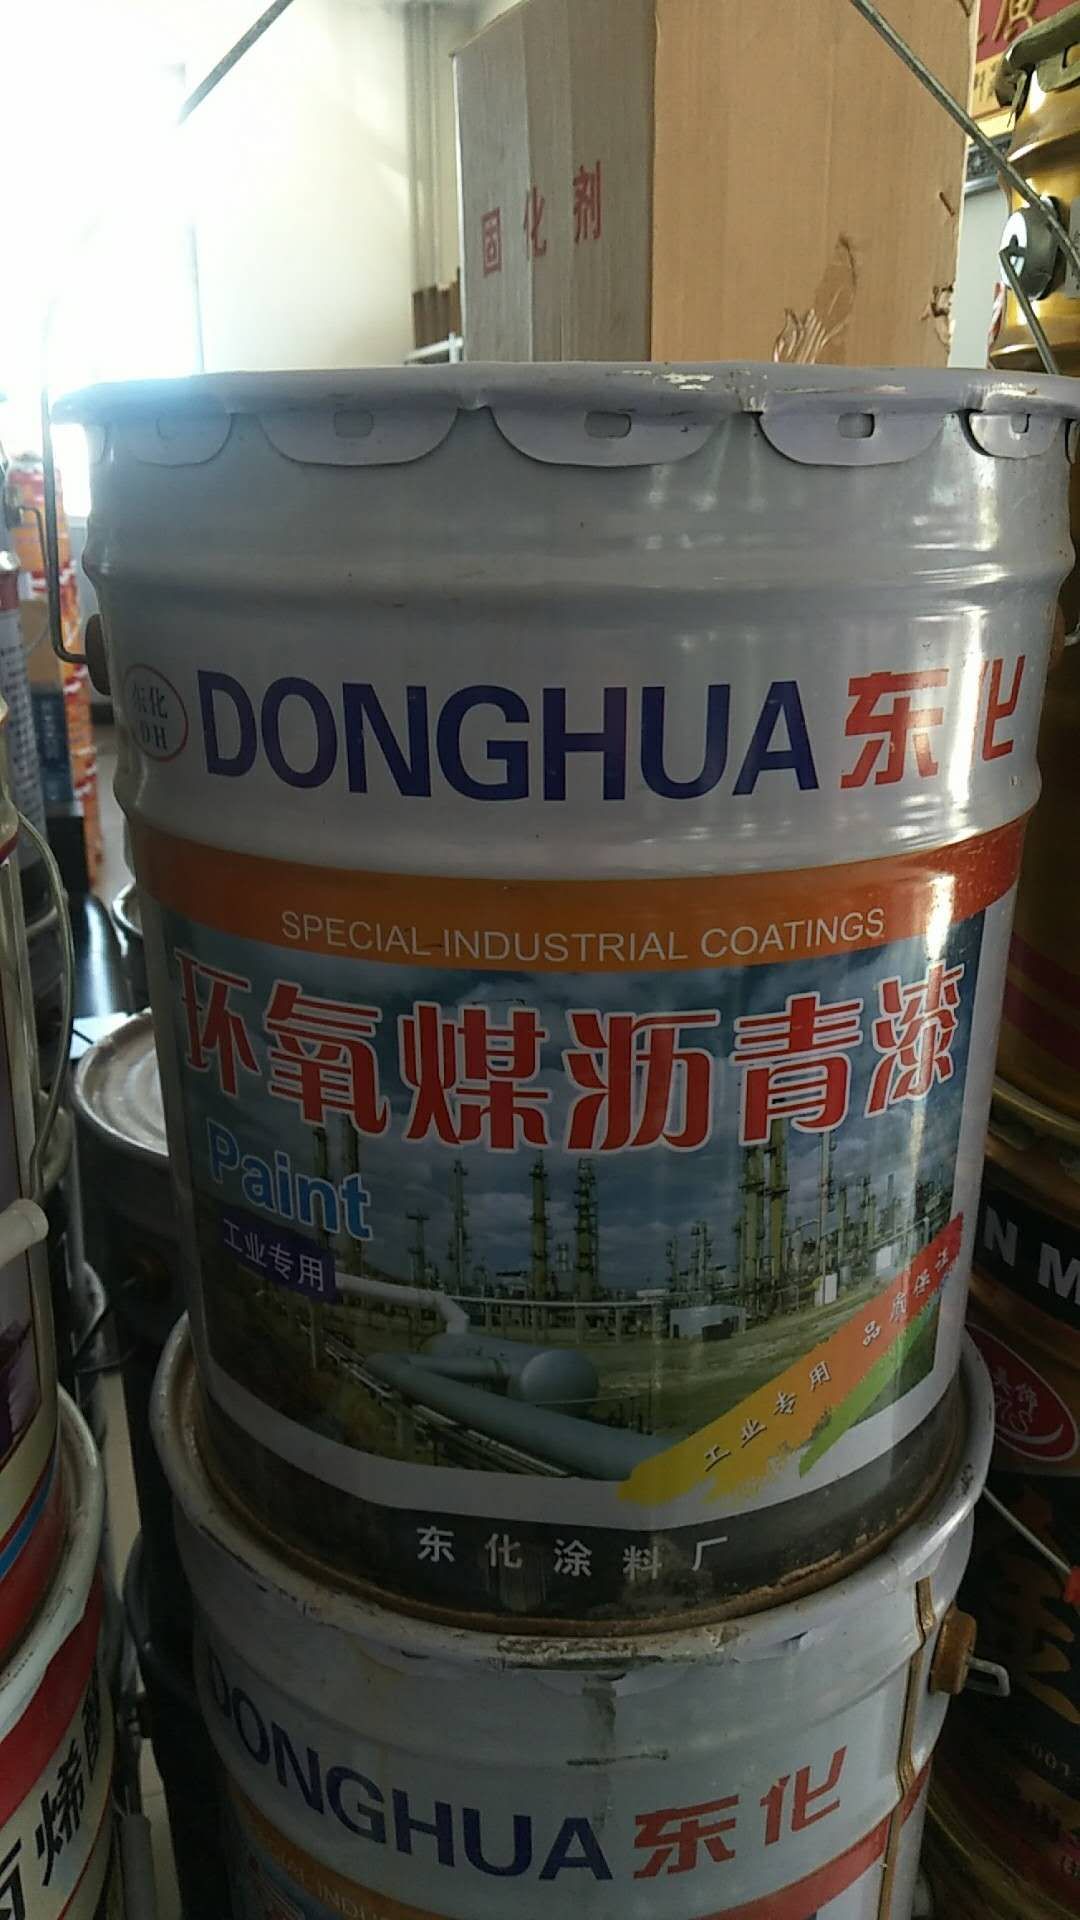 固化剂
东化
DH
DONGHUA 东化
SPECIAL INDUSTRIAL COATINGS
环氧煤沥青漆
Paint
工业专用
工业专用 品质保证
东化涂料厂
DONGHUA 东化
N M